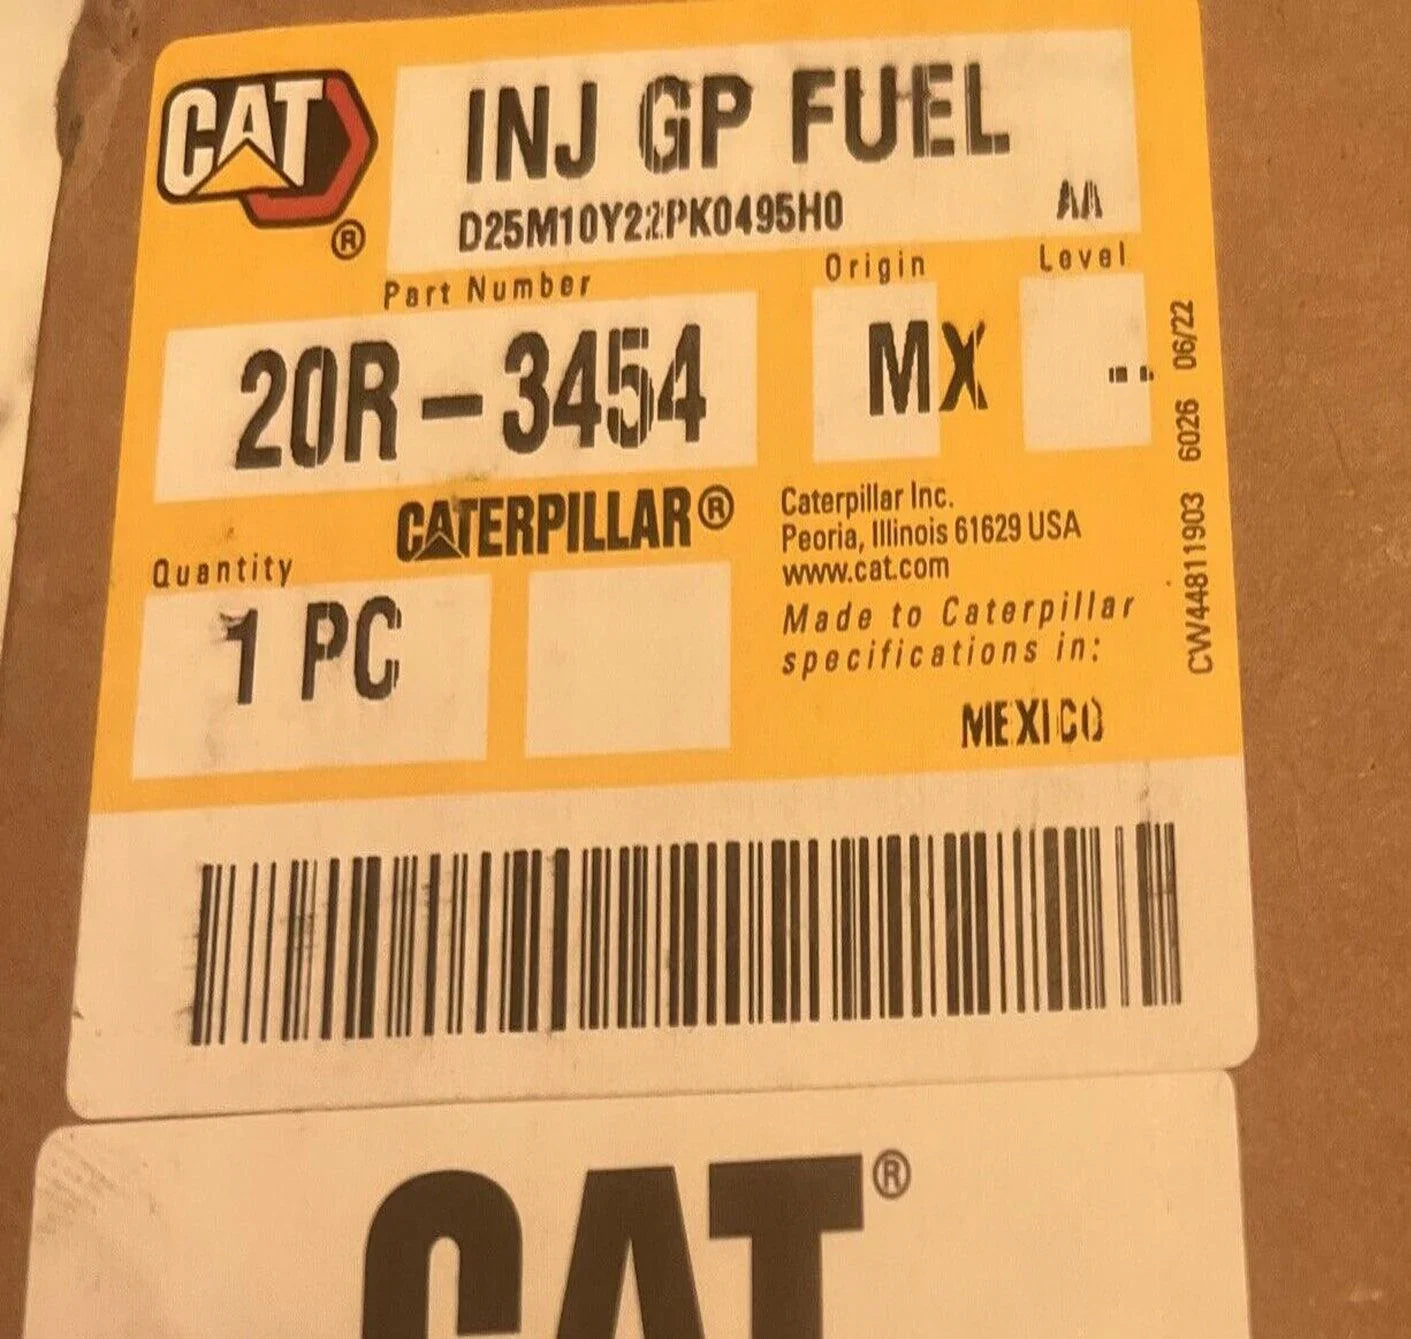 CAT®
INJ GP FUEL
D25M10Y22PK0495H0 AA
Part Number Origin Level
20R-3454 MX
CATERPILLAR®
Caterpillar Inc.
Peoria, Illinois 61629 USA
www.cat.com
Quantity
1 PC
Made to Caterpillar
specifications in:
MEXICO
CW44811903 6026 06/22
CAT®